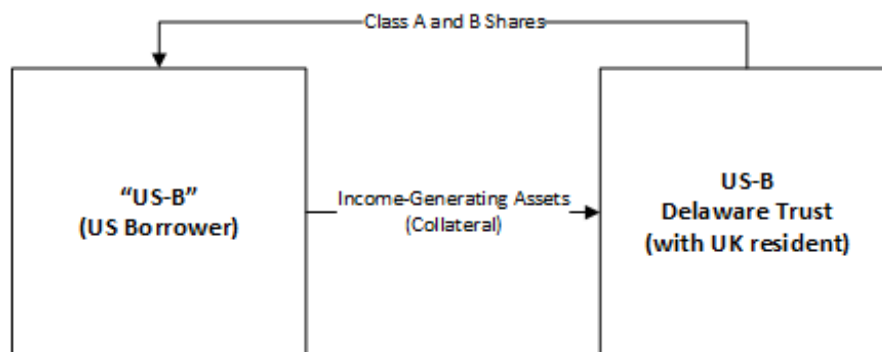 Class A and B Shares
“US-B”
(US Borrower)
Income-Generating Assets
(Collateral)
US-B
Delaware Trust
(with UK resident)